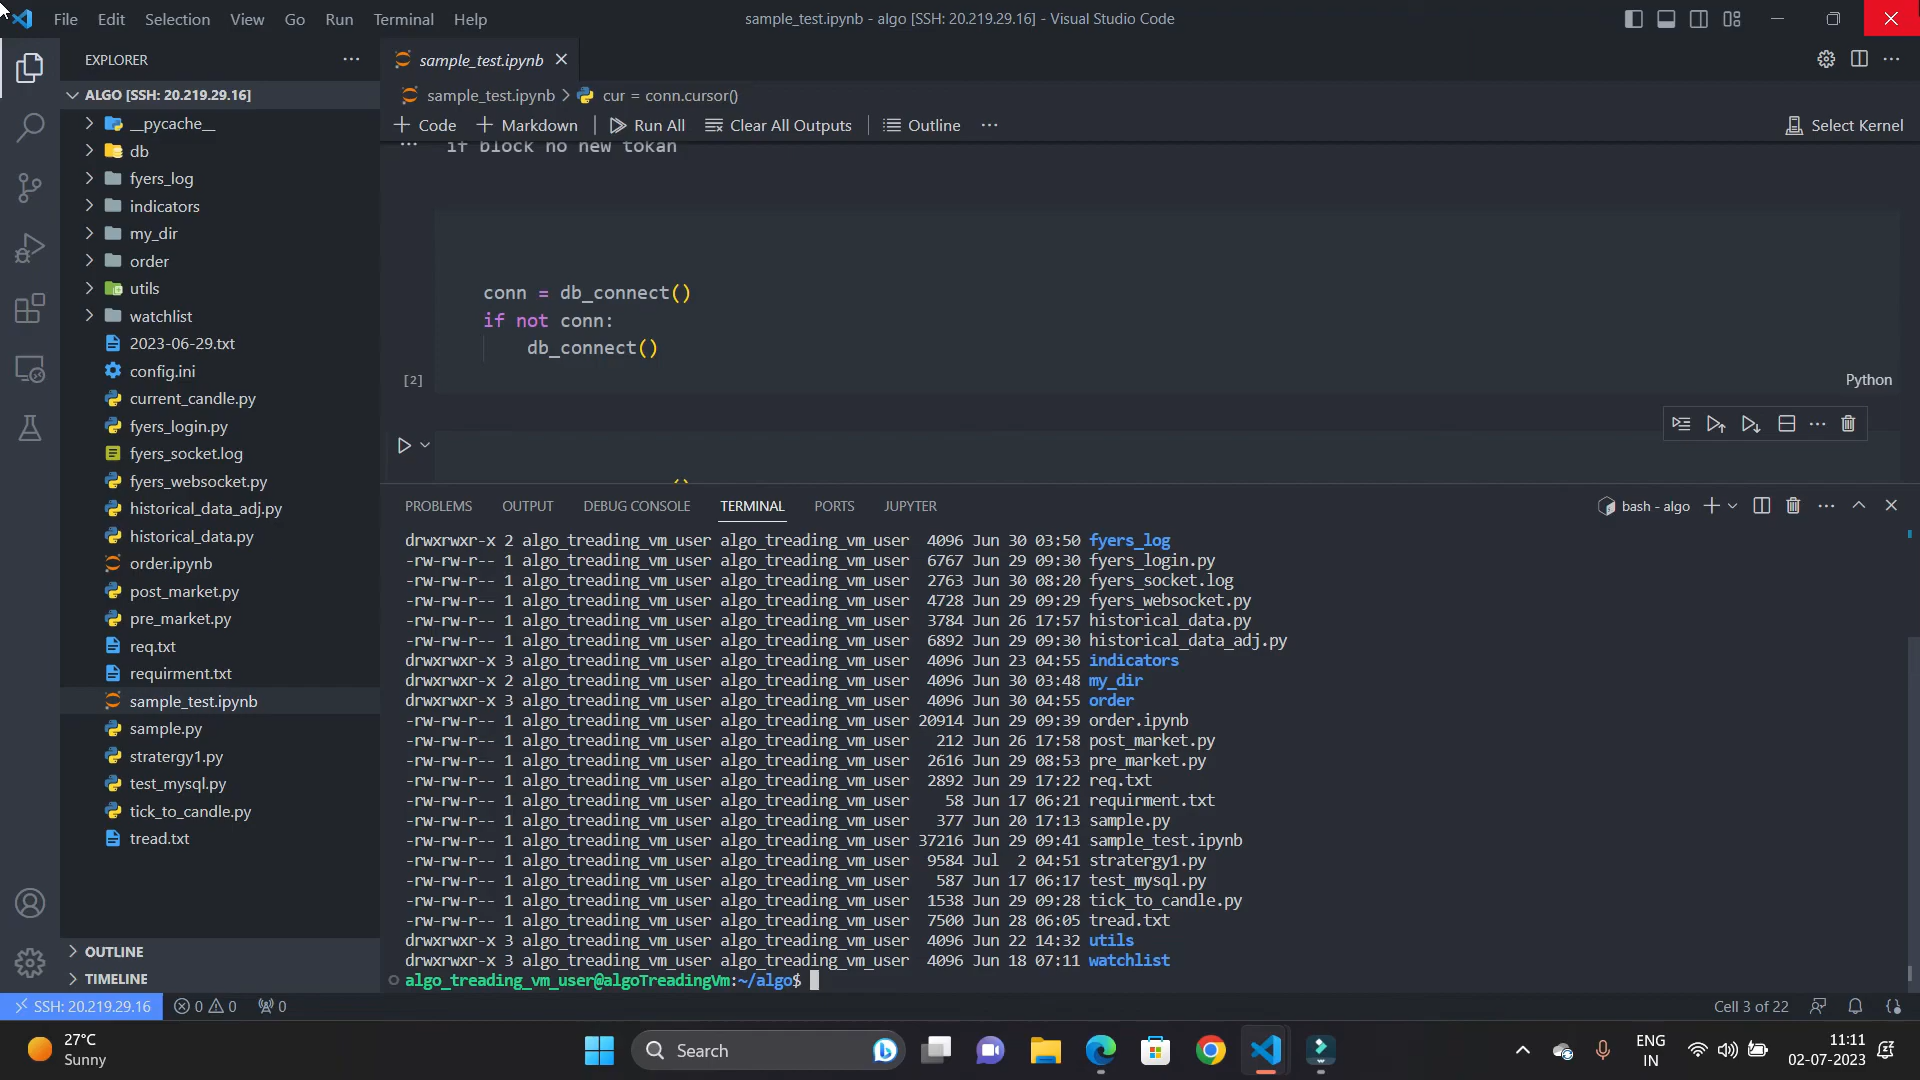 File Edit Selection View Go Run Terminal Help
sample_test.ipynb - algo [SSH: 20.219.29.16] - Visual Studio Code
EXPLORER
ALGO [SSH: 20.219.29.16]
__pycache__
db
fyers_log
indicators
my_dir
order
utils
watchlist
2023-06-29.txt
config.ini
current_candle.py
fyers_login.py
fyers_socket.log
fyers_websocket.py
historical_data_adj.py
historical_data.py
order.ipynb
post_market.py
pre_market.py
req.txt
requirment.txt
sample_test.ipynb
sample.py
stratergy1.py
test_mysql.py
tick_to_candle.py
tread.txt
OUTLINE
TIMELINE
sample_test.ipynb
sample_test.ipynb > cur = conn.cursor()
+ Code + Markdown Run All Clear All Outputs Outline ...
Select Kernel
if block no new tokan
conn = db_connect()
if not conn:
db_connect()
[2]
Python
()
PROBLEMS OUTPUT DEBUG CONSOLE TERMINAL PORTS JUPYTER
bash - algo
drwxrwxr-x 2 algo_treading_vm_user algo_treading_vm_user 4096 Jun 30 03:50 fyers_log
-rw-rw-r-- 1 algo_treading_vm_user algo_treading_vm_user 6767 Jun 29 09:30 fyers_login.py
-rw-rw-r-- 1 algo_treading_vm_user algo_treading_vm_user 2763 Jun 30 08:20 fyers_socket.log
-rw-rw-r-- 1 algo_treading_vm_user algo_treading_vm_user 4728 Jun 29 09:29 fyers_websocket.py
-rw-rw-r-- 1 algo_treading_vm_user algo_treading_vm_user 3784 Jun 26 17:57 historical_data.py
-rw-rw-r-- 1 algo_treading_vm_user algo_treading_vm_user 6892 Jun 29 09:30 historical_data_adj.py
drwxrwxr-x 3 algo_treading_vm_user algo_treading_vm_user 4096 Jun 23 04:55 indicators
drwxrwxr-x 2 algo_treading_vm_user algo_treading_vm_user 4096 Jun 30 03:48 my_dir
drwxrwxr-x 3 algo_treading_vm_user algo_treading_vm_user 4096 Jun 30 04:55 order
-rw-rw-r-- 1 algo_treading_vm_user algo_treading_vm_user 20914 Jun 29 09:39 order.ipynb
-rw-rw-r-- 1 algo_treading_vm_user algo_treading_vm_user 212 Jun 26 17:58 post_market.py
-rw-rw-r-- 1 algo_treading_vm_user algo_treading_vm_user 2616 Jun 29 08:53 pre_market.py
-rw-rw-r-- 1 algo_treading_vm_user algo_treading_vm_user 2892 Jun 29 17:22 req.txt
-rw-rw-r-- 1 algo_treading_vm_user algo_treading_vm_user 58 Jun 17 06:21 requirment.txt
-rw-rw-r-- 1 algo_treading_vm_user algo_treading_vm_user 377 Jun 20 17:13 sample.py
-rw-rw-r-- 1 algo_treading_vm_user algo_treading_vm_user 37216 Jun 29 09:41 sample_test.ipynb
-rw-rw-r-- 1 algo_treading_vm_user algo_treading_vm_user 9584 Jul 2 04:51 stratergy1.py
-rw-rw-r-- 1 algo_treading_vm_user algo_treading_vm_user 587 Jun 17 06:17 test_mysql.py
-rw-rw-r-- 1 algo_treading_vm_user algo_treading_vm_user 1538 Jun 29 09:28 tick_to_candle.py
-rw-rw-r-- 1 algo_treading_vm_user algo_treading_vm_user 7500 Jun 28 06:05 tread.txt
drwxrwxr-x 3 algo_treading_vm_user algo_treading_vm_user 4096 Jun 22 14:32 utils
drwxrwxr-x 3 algo_treading_vm_user algo_treading_vm_user 4096 Jun 18 07:11 watchlist
algo_treading_vm_user@algoTreadingVm:~/algo$
SSH: 20.219.29.16 0 0 0
Cell 3 of 22
27°C
Sunny
Search
ENG
IN
11:11
02-07-2023